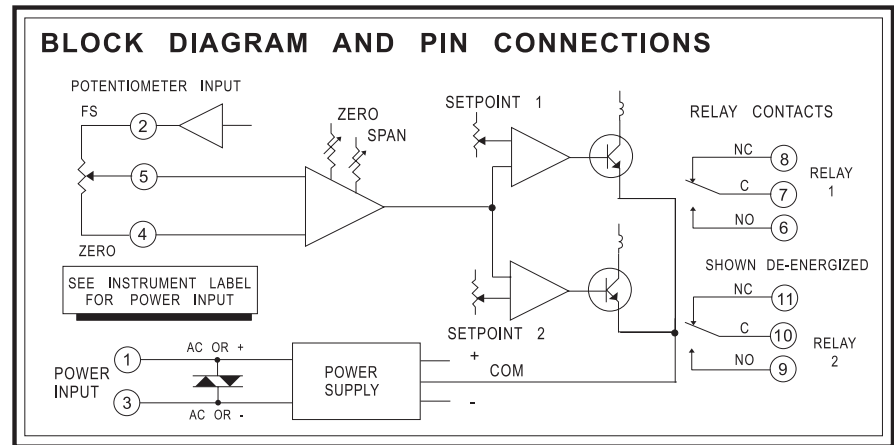 BLOCK DIAGRAM AND PIN CONNECTIONS
POTENTIOMETER INPUT
FS
2
5
4
ZERO
ZERO
SPAN
SETPOINT 1
SETPOINT 2
RELAY CONTACTS
NC
8
C
7
NO
6
RELAY
1
SHOWN DE-ENERGIZED
NC
11
C
10
NO
9
RELAY
2
SEE INSTRUMENT LABEL
FOR POWER INPUT
POWER
INPUT
1
3
AC OR +
AC OR -
POWER
SUPPLY
+
COM
-